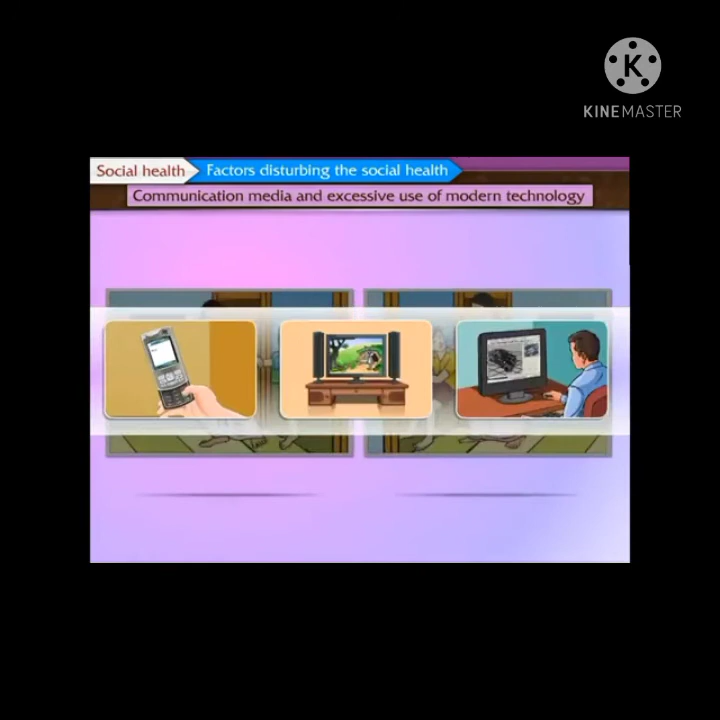 K
KINEMASTER
Social health
Factors disturbing the social health
Communication media and excessive use of modern technology